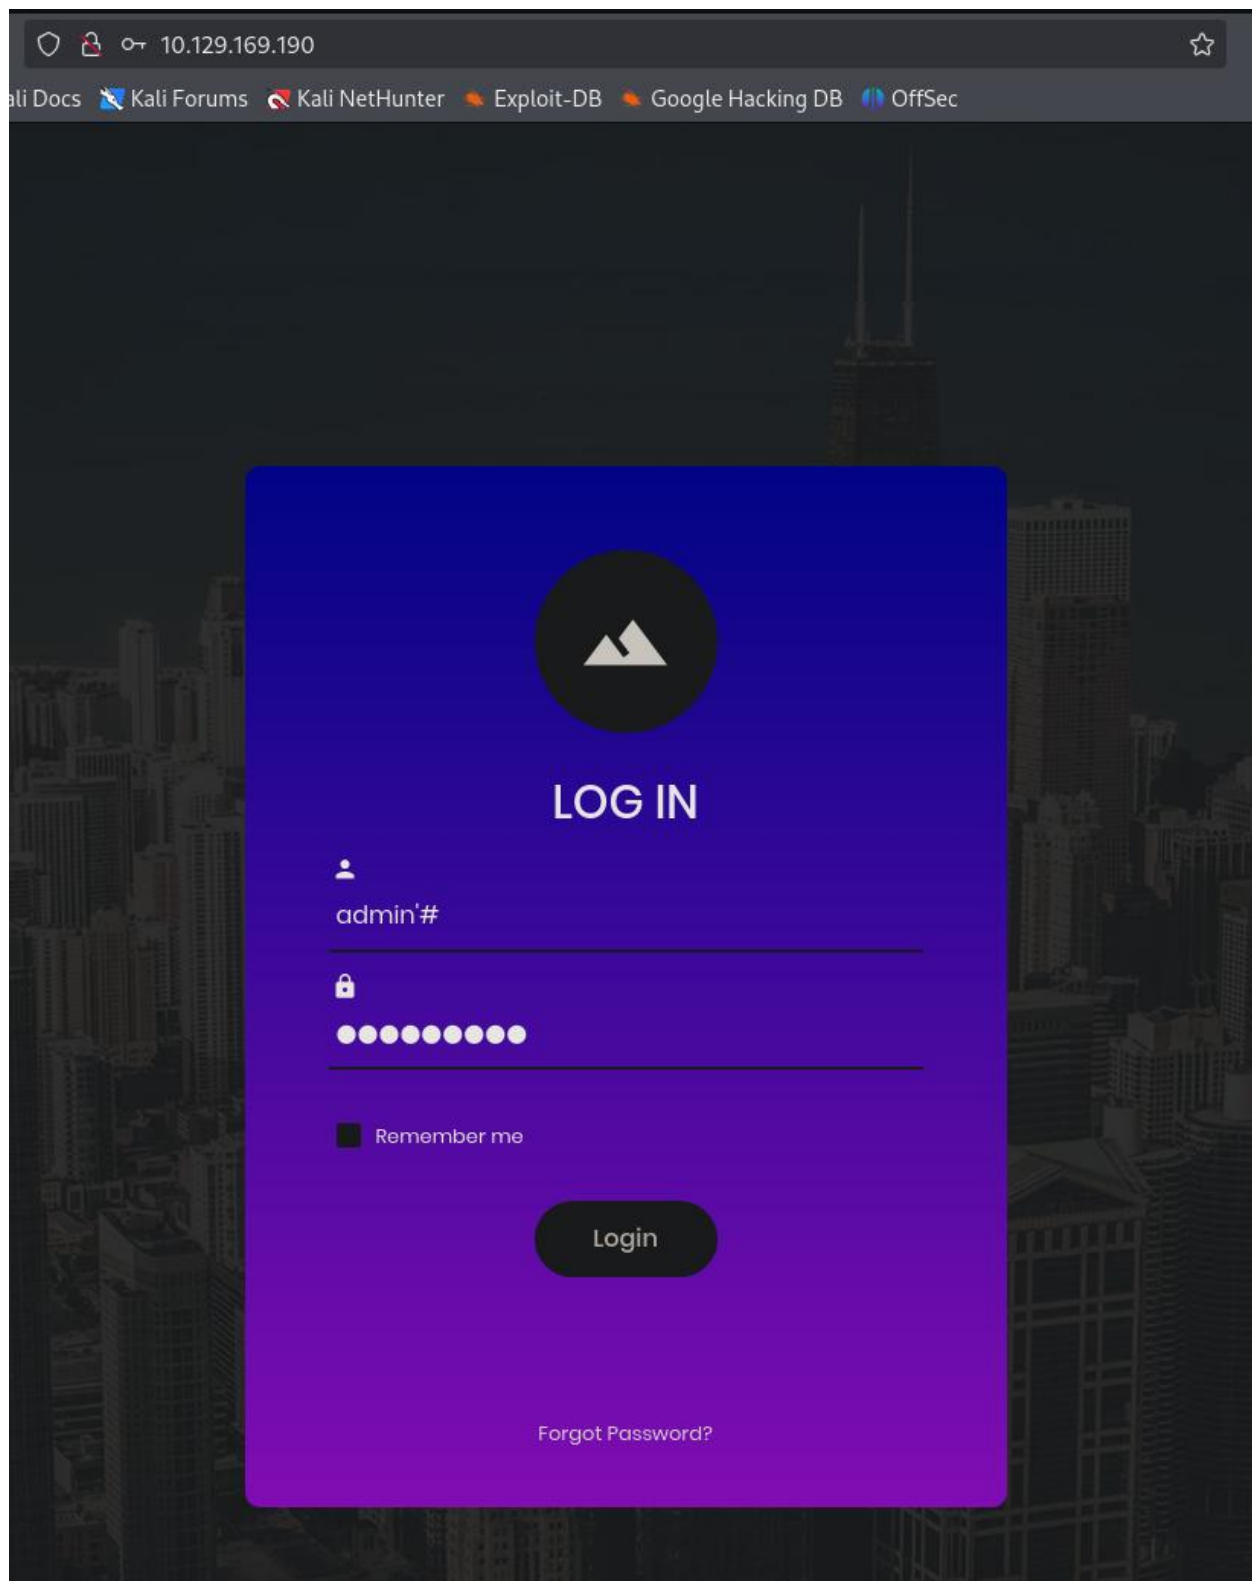 10.129.169.190
ali Docs Kali Forums Kali NetHunter Exploit-DB Google Hacking DB OffSec
LOG IN
admin'#
Remember me
Login
Forgot Password?